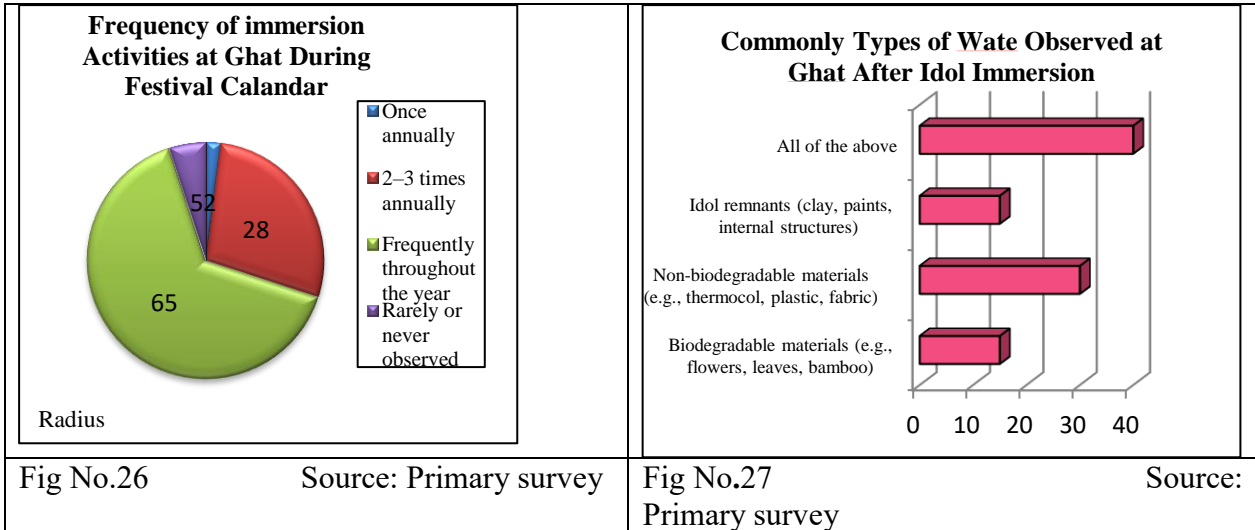 Frequency of immersion
Activities at Ghat During
Festival Calandar
Once
annually
2–3 times
annually
Frequently
throughout
the year
Rarely or
never
observed
52
28
65
Radius
Fig No.26 Source: Primary survey
Commonly Types of Wate Observed at
Ghat After Idol Immersion
All of the above
Idol remnants (clay, paints,
internal structures)
Non-biodegradable materials
(e.g., thermocol, plastic, fabric)
Biodegradable materials (e.g.,
flowers, leaves, bamboo)
0 10 20 30 40
Fig No.27 Source:
Primary survey